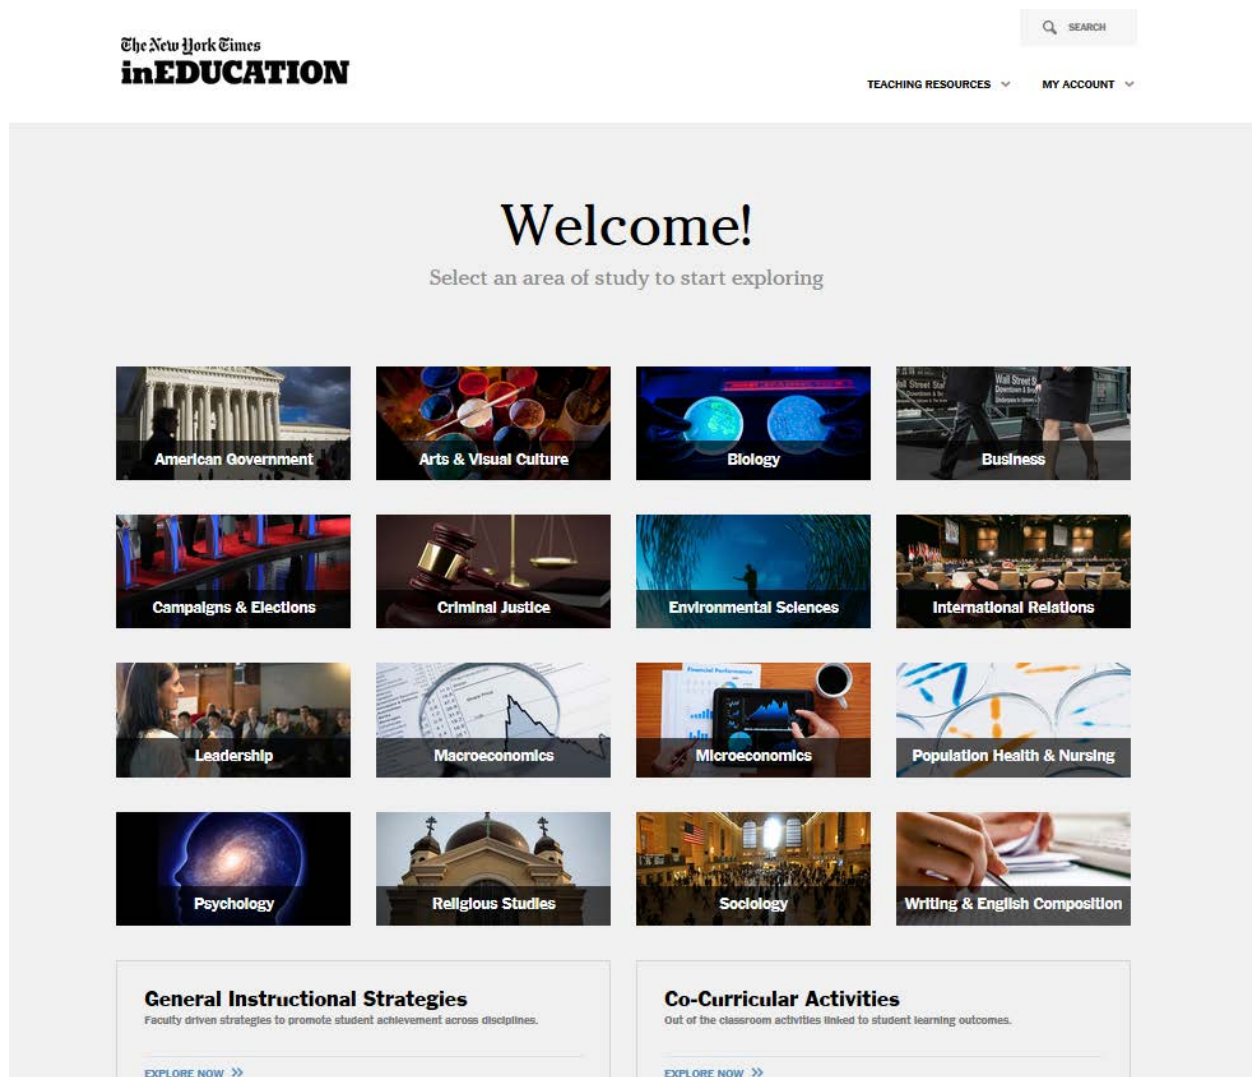 The New York Times
inEDUCATION
SEARCH
TEACHING RESOURCES
MY ACCOUNT
Welcome!
Select an area of study to start exploring
American Government
Arts & Visual Culture
Biology
Wall Street
Business
Campaigns & Elections
Criminal Justice
Environmental Sciences
International Relations
Leadership
Macroeconomics
Financial Performance
Microeconomics
Population Health & Nursing
Psychology
Religious Studies
Sociology
Writing & English Composition
General Instructional Strategies
Faculty driven strategies to promote student achievement across disciplines.
EXPLORE NOW
Co-Curricular Activities
Out of the classroom activities linked to student learning outcomes.
EXPLORE NOW